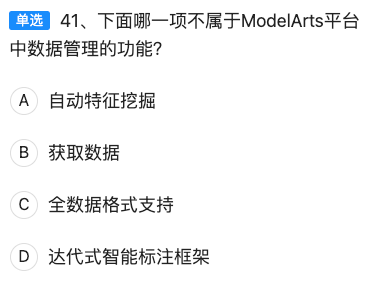 单选 41、下面哪一项不属于ModelArts平台
中数据管理的功能?
A 自动特征挖掘
B 获取数据
C 全数据格式支持
D 达代式智能标注框架